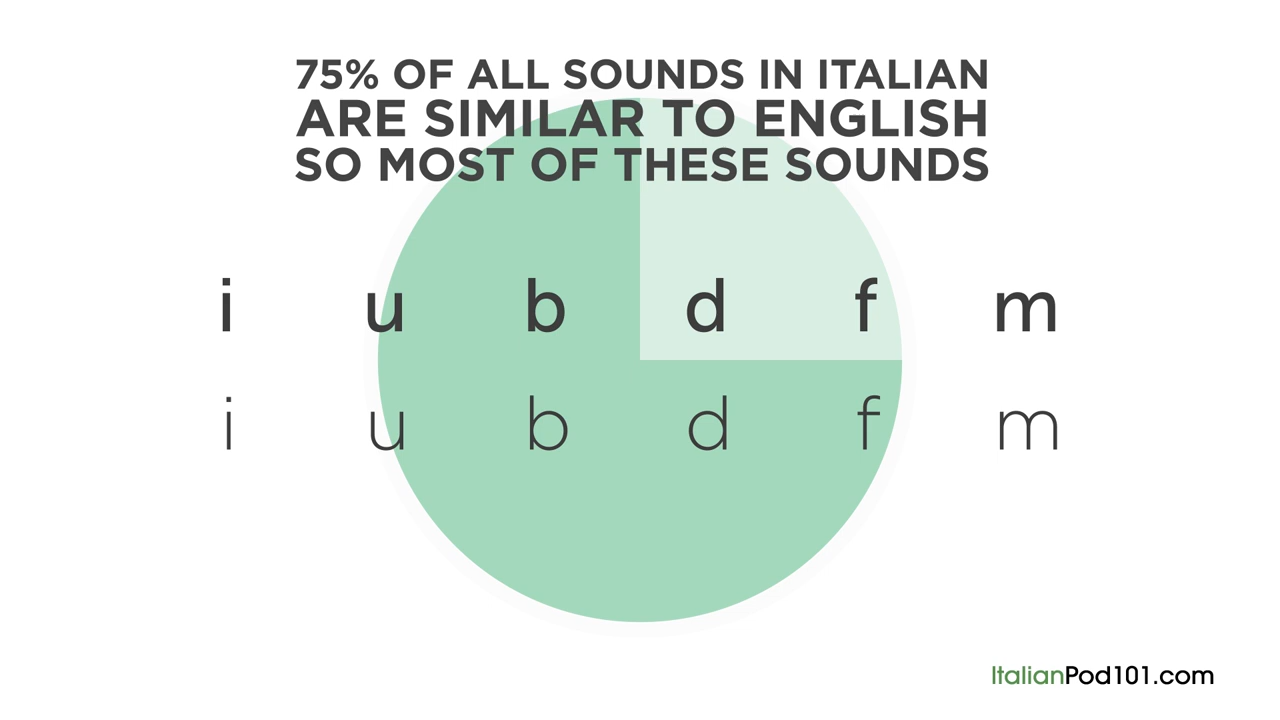 75% OF ALL SOUNDS IN ITALIAN
ARE SIMILAR TO ENGLISH
SO MOST OF THESE SOUNDS
i u b d f m
i u b d f m
ItalianPod101.com